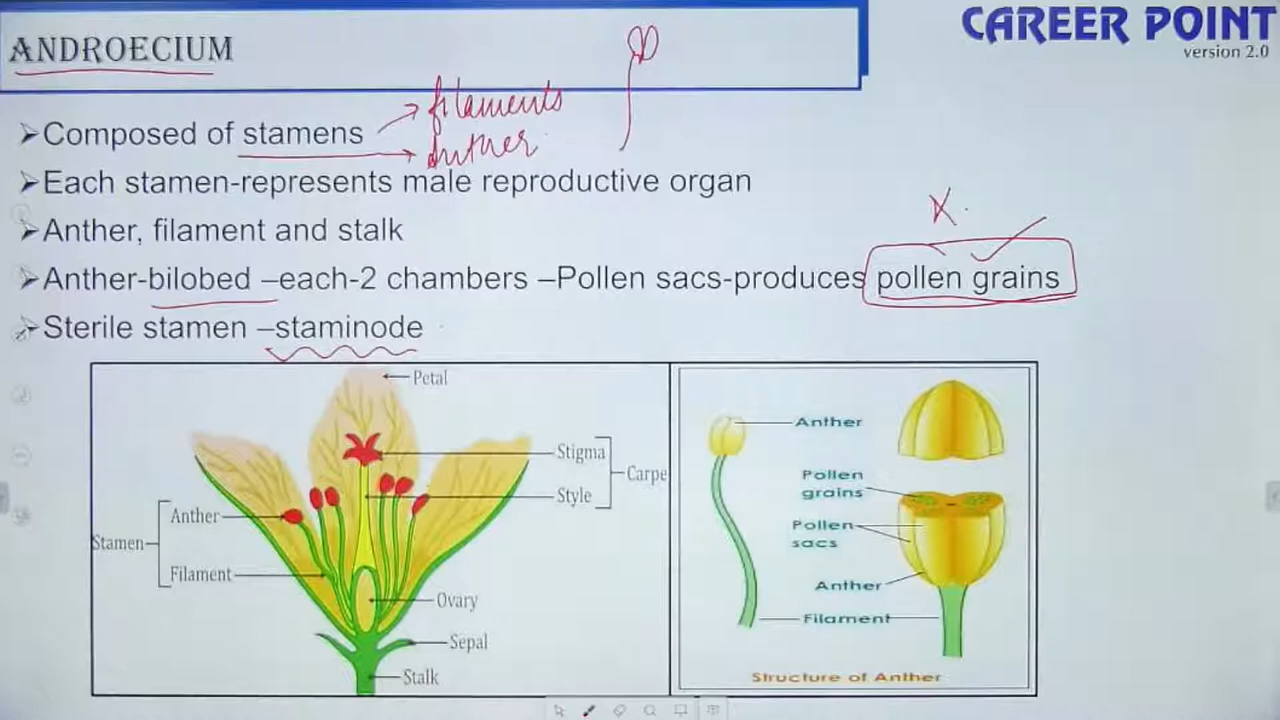 ANDROECIUM
CAREER POINT
version 2.0
filaments
➢Composed of stamens
Anther
➢Each stamen-represents male reproductive organ
➢Anther, filament and stalk
➢Anther-bilobed –each-2 chambers –Pollen sacs-produces pollen grains
➢Sterile stamen –staminode
Petal
Stigma
Carpe
Style
Anther
Stamen
Filament
Ovary
Sepal
Stalk
Anther
Pollen
grains
Pollen
sacs
Anther
Filament
Structure of Anther